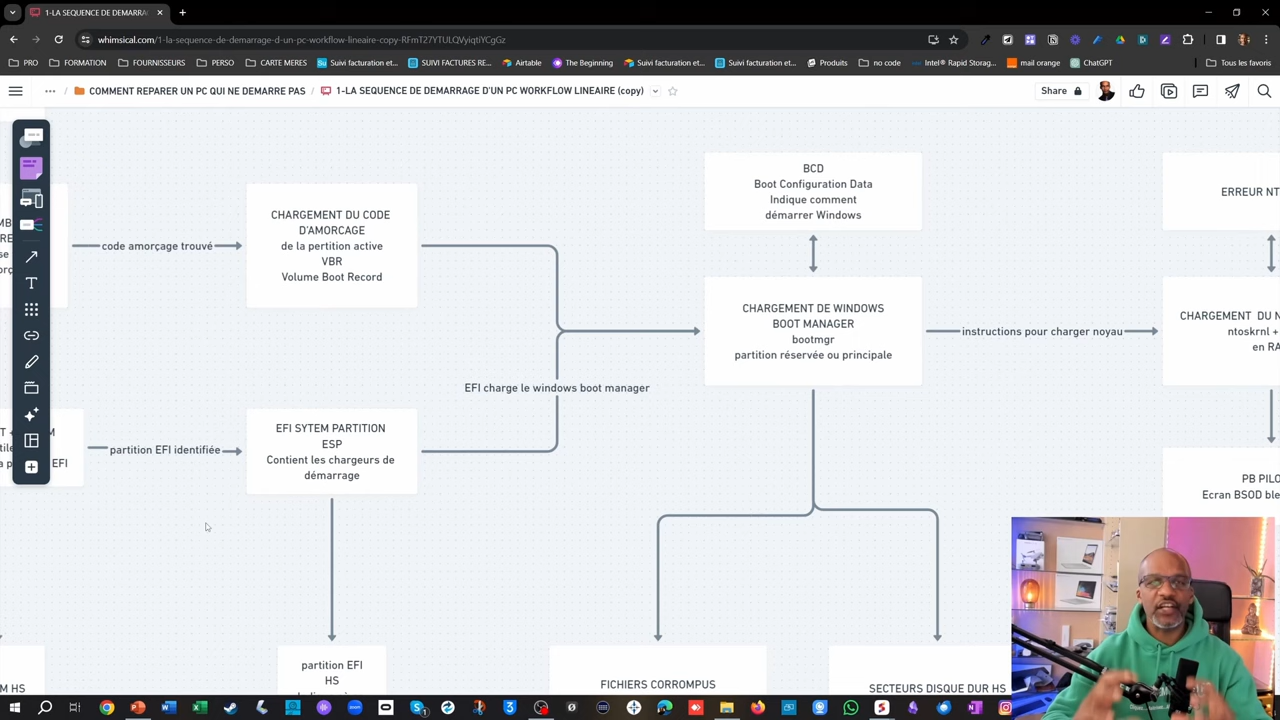 1-LA SEQUENCE DE DEMARRA
whimsical.com/1-la-sequence-de-demarrage-d-un-pc-workflow-lineaire-copy-RFmT27YTULQVyiqtiYCgGz
PRO
FORMATION
FOURNISSEURS
PERSO
CARTE MERES
Suivi facturation et...
SUIVI FACTURES RE...
Airtable
The Beginning
Suivi facturation et...
Suivi facturation et...
Produits
no code
Intel® Rapid Storag...
mail orange
ChatGPT
Tous les favoris
... / COMMENT REPARER UN PC QUI NE DEMARRE PAS / 1-LA SEQUENCE DE DEMARRAGE D'UN PC WORKFLOW LINEAIRE (copy)
Share
code amorçage trouvé
CHARGEMENT DU CODE
D'AMORCAGE
de la pertition active
VBR
Volume Boot Record
BCD
Boot Configuration Data
Indique comment
démarrer Windows
ERREUR NT
CHARGEMENT DE WINDOWS
BOOT MANAGER
bootmgr
partition réservée ou principale
instructions pour charger noyau
CHARGEMENT DU N
ntoskrnl +
en RA
EFI charge le windows boot manager
EFI
partition EFI identifiée
EFI SYTEM PARTITION
ESP
Contient les chargeurs de
démarrage
PB PILO
Ecran BSOD ble
partition EFI
HS
M HS
FICHIERS CORROMPUS
SECTEURS DISQUE DUR HS